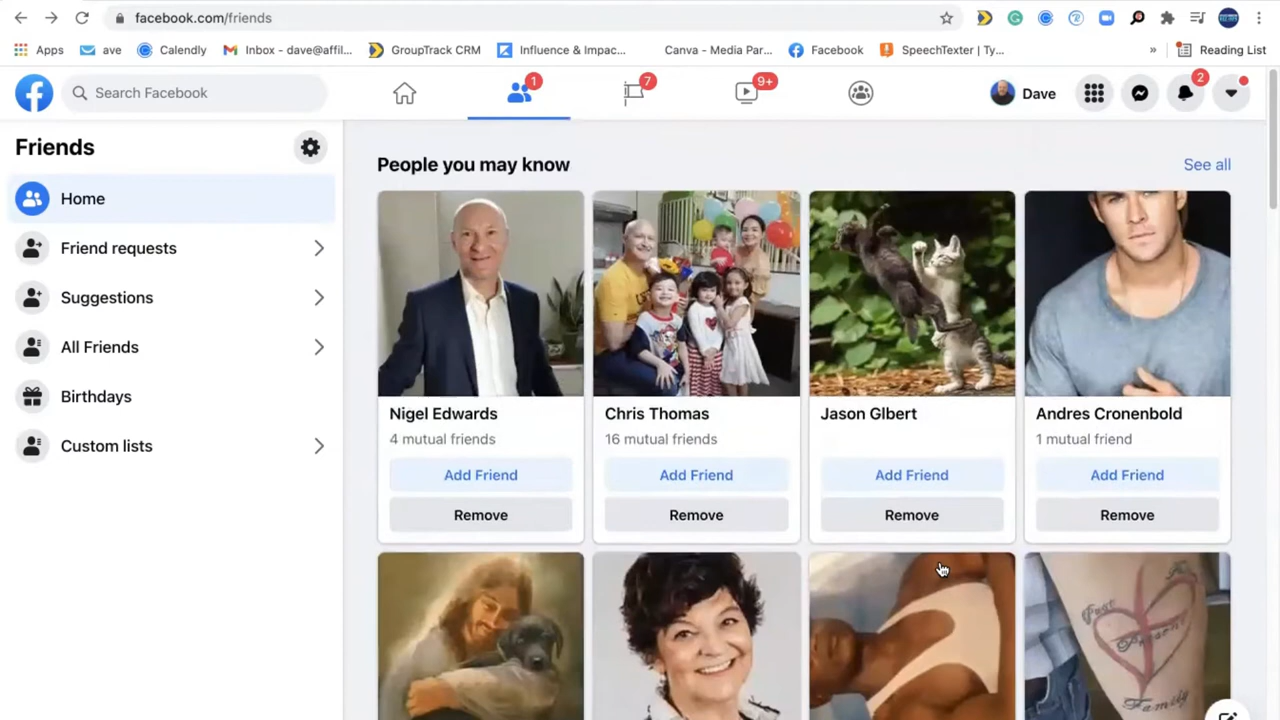 facebook.com/friends
Apps ave Calendly Inbox - dave@affil... GroupTrack CRM Influence & Impac... Canva - Media Par... Facebook SpeechTexter | Ty... » Reading List
Search Facebook 1 7 9+ Dave 2
Friends
Home
Friend requests
Suggestions
All Friends
Birthdays
Custom lists
People you may know See all
Nigel Edwards Chris Thomas Jason Glbert Andres Cronenbold
4 mutual friends 16 mutual friends 1 mutual friend
Add Friend Add Friend Add Friend Add Friend
Remove Remove Remove Remove
Family